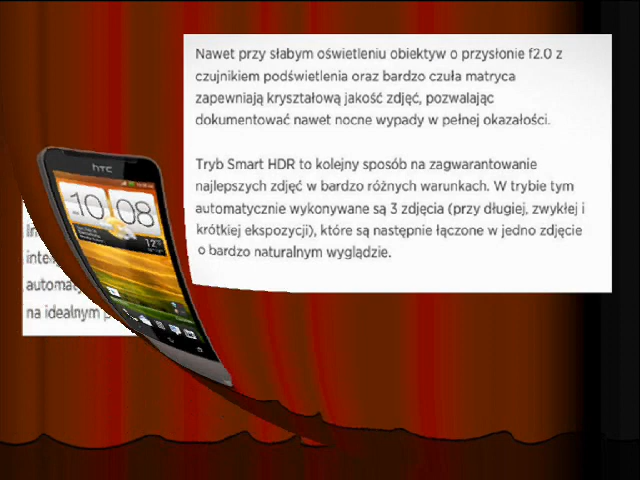 Nawet przy słabym oświetleniu obiektyw o przysłonie f2.0 z
czujnikiem podświetlenia oraz bardzo czuła matryca
zapewniają kryształową jakość zdjęć, pozwalając
dokumentować nawet nocne wypady w pełnej okazałości.
Tryb Smart HDR to kolejny sposób na zagwarantowanie
najlepszych zdjęć w bardzo różnych warunkach. W trybie tym
automatycznie wykonywane są 3 zdjęcia (przy długiej, zwykłej i
krótkiej ekspozycji), które są następnie łączone w jedno zdjęcie
o bardzo naturalnym wyglądzie.
hTC
10 08
na idealnym